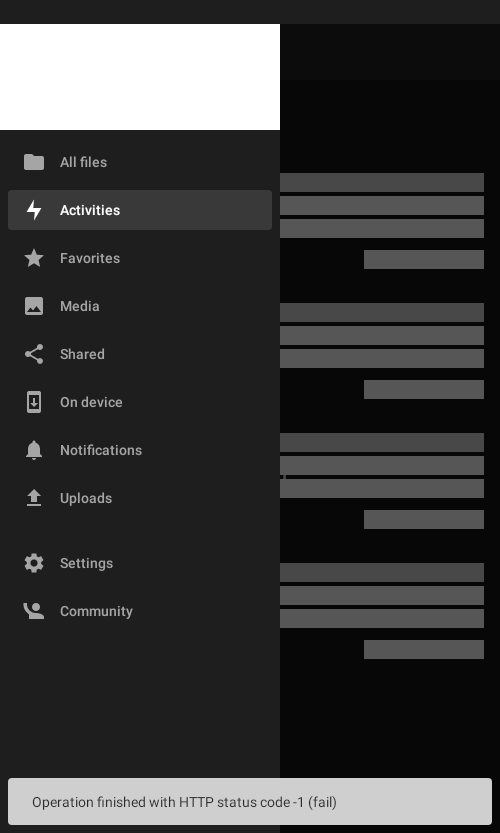 All files
Activities
Favorites
Media
Shared
On device
Notifications
Uploads
Settings
Community
Operation finished with HTTP status code -1 (fail)